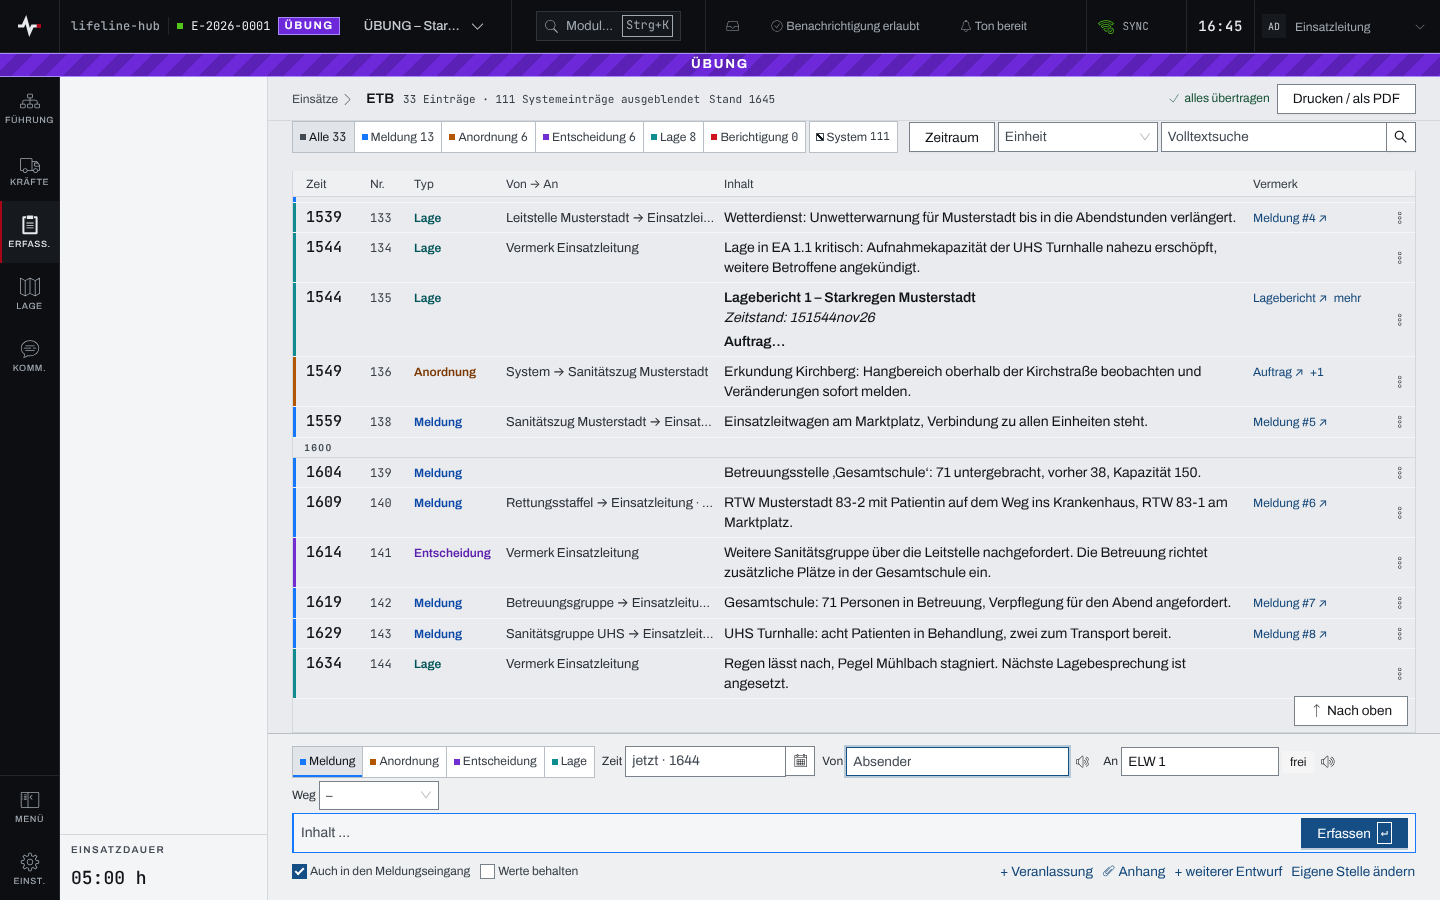 lifeline-hub E-2026-0001 ÜBUNG ÜBUNG – Star... Modul... Strg+K Benachrichtigung erlaubt Ton bereit SYNC 16:45 AD Einsatzleitung
ÜBUNG
FÜHRUNG
KRÄFTE
ERFASS.
LAGE
KOMM.
MENÜ
EINST.
EINSATZDAUER
05:00 h
Einsätze ETB 33 Einträge · 111 Systemeinträge ausgeblendet Stand 1645 alles übertragen Drucken / als PDF
Alle 33 Meldung 13 Anordnung 6 Entscheidung 6 Lage 8 Berichtigung 0 System 111 Zeitraum Einheit Volltextsuche
Zeit Nr. Typ Von → An Inhalt Vermerk
1539 133 Lage Leitstelle Musterstadt → Einsatzlei... Wetterdienst: Unwetterwarnung für Musterstadt bis in die Abendstunden verlängert. Meldung #4 ↗
1544 134 Lage Vermerk Einsatzleitung Lage in EA 1.1 kritisch: Aufnahmekapazität der UHS Turnhalle nahezu erschöpft,
weitere Betroffene angekündigt.
1544 135 Lage Lagebericht 1 – Starkregen Musterstadt Lagebericht ↗ mehr
Zeitstand: 151544nov26
Auftrag...
1549 136 Anordnung System → Sanitätszug Musterstadt Erkundung Kirchberg: Hangbereich oberhalb der Kirchstraße beobachten und Auftrag ↗ +1
Veränderungen sofort melden.
1559 138 Meldung Sanitätszug Musterstadt → Einsat... Einsatzleitwagen am Marktplatz, Verbindung zu allen Einheiten steht. Meldung #5 ↗
1600
1604 139 Meldung Betreuungsstelle ‚Gesamtschule‘: 71 untergebracht, vorher 38, Kapazität 150.
1609 140 Meldung Rettungsstaffel → Einsatzleitung · ... RTW Musterstadt 83-2 mit Patientin auf dem Weg ins Krankenhaus, RTW 83-1 am Meldung #6 ↗
Marktplatz.
1614 141 Entscheidung Vermerk Einsatzleitung Weitere Sanitätsgruppe über die Leitstelle nachgefordert. Die Betreuung richtet
zusätzliche Plätze in der Gesamtschule ein.
1619 142 Meldung Betreuungsgruppe → Einsatzleitu... Gesamtschule: 71 Personen in Betreuung, Verpflegung für den Abend angefordert. Meldung #7 ↗
1629 143 Meldung Sanitätsgruppe UHS → Einsatzleit... UHS Turnhalle: acht Patienten in Behandlung, zwei zum Transport bereit. Meldung #8 ↗
1634 144 Lage Vermerk Einsatzleitung Regen lässt nach, Pegel Mühlbach stagniert. Nächste Lagebesprechung ist
angesetzt.
↑ Nach oben
Meldung Anordnung Entscheidung Lage Zeit jetzt · 1644 Von Absender An ELW 1 frei
Weg –
Inhalt ... Erfassen ↵
Auch in den Meldungseingang Werte behalten + Veranlassung Anhang + weiterer Entwurf Eigene Stelle ändern